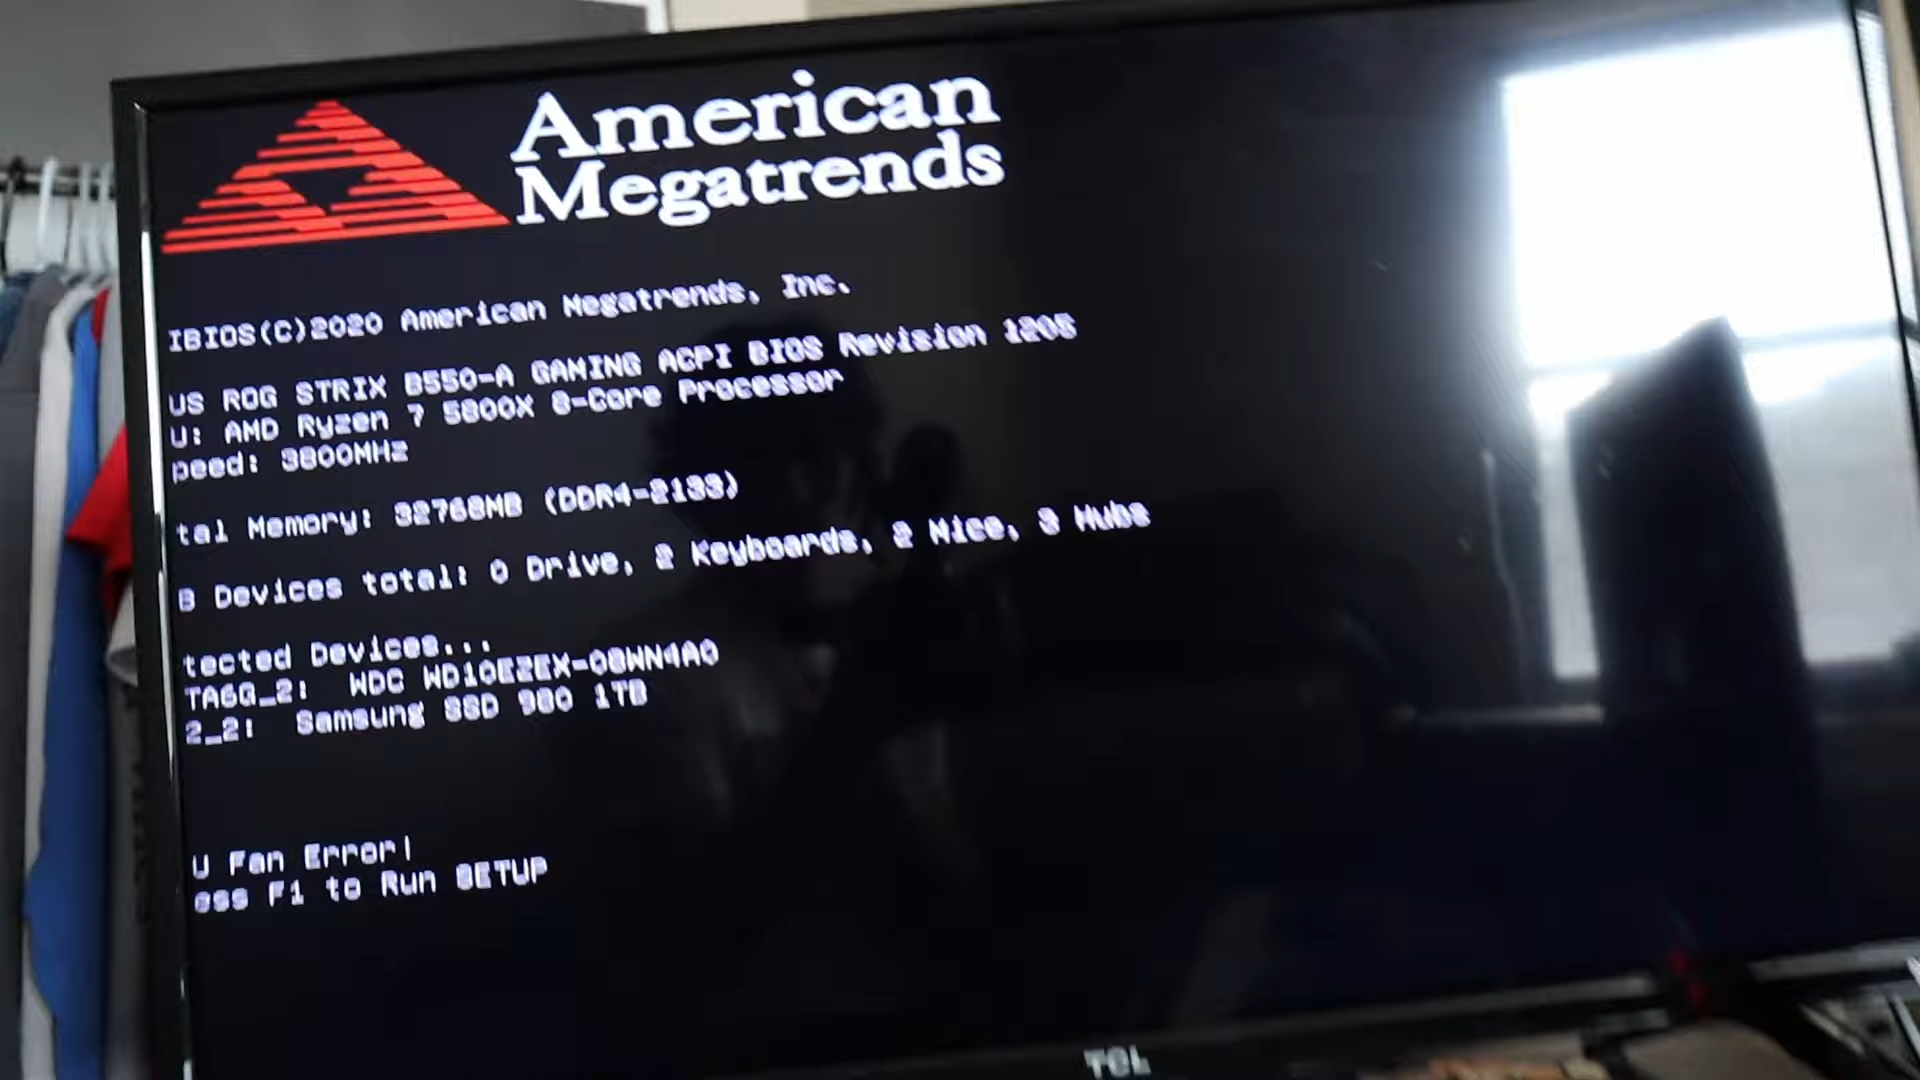 American
Megatrends
IBIOS(C)2020 American Megatrends, Inc.
US ROG STRIX B550-A GAMING ACPI BIOS Revision 1205
U: AMD Ryzen 7 5800X 8-Core Processor
peed: 3800MHz
tal Memory: 32768MB (DDR4-2133)
B Devices total: 0 Drive, 2 Keyboards, 2 Mice, 3 Hubs
tected Devices...
TA6G_2: WDC WD10EZEX-08WN4A0
2_2: Samsung SSD 980 1TB
U Fan Error!
ess F1 to Run SETUP
TCL